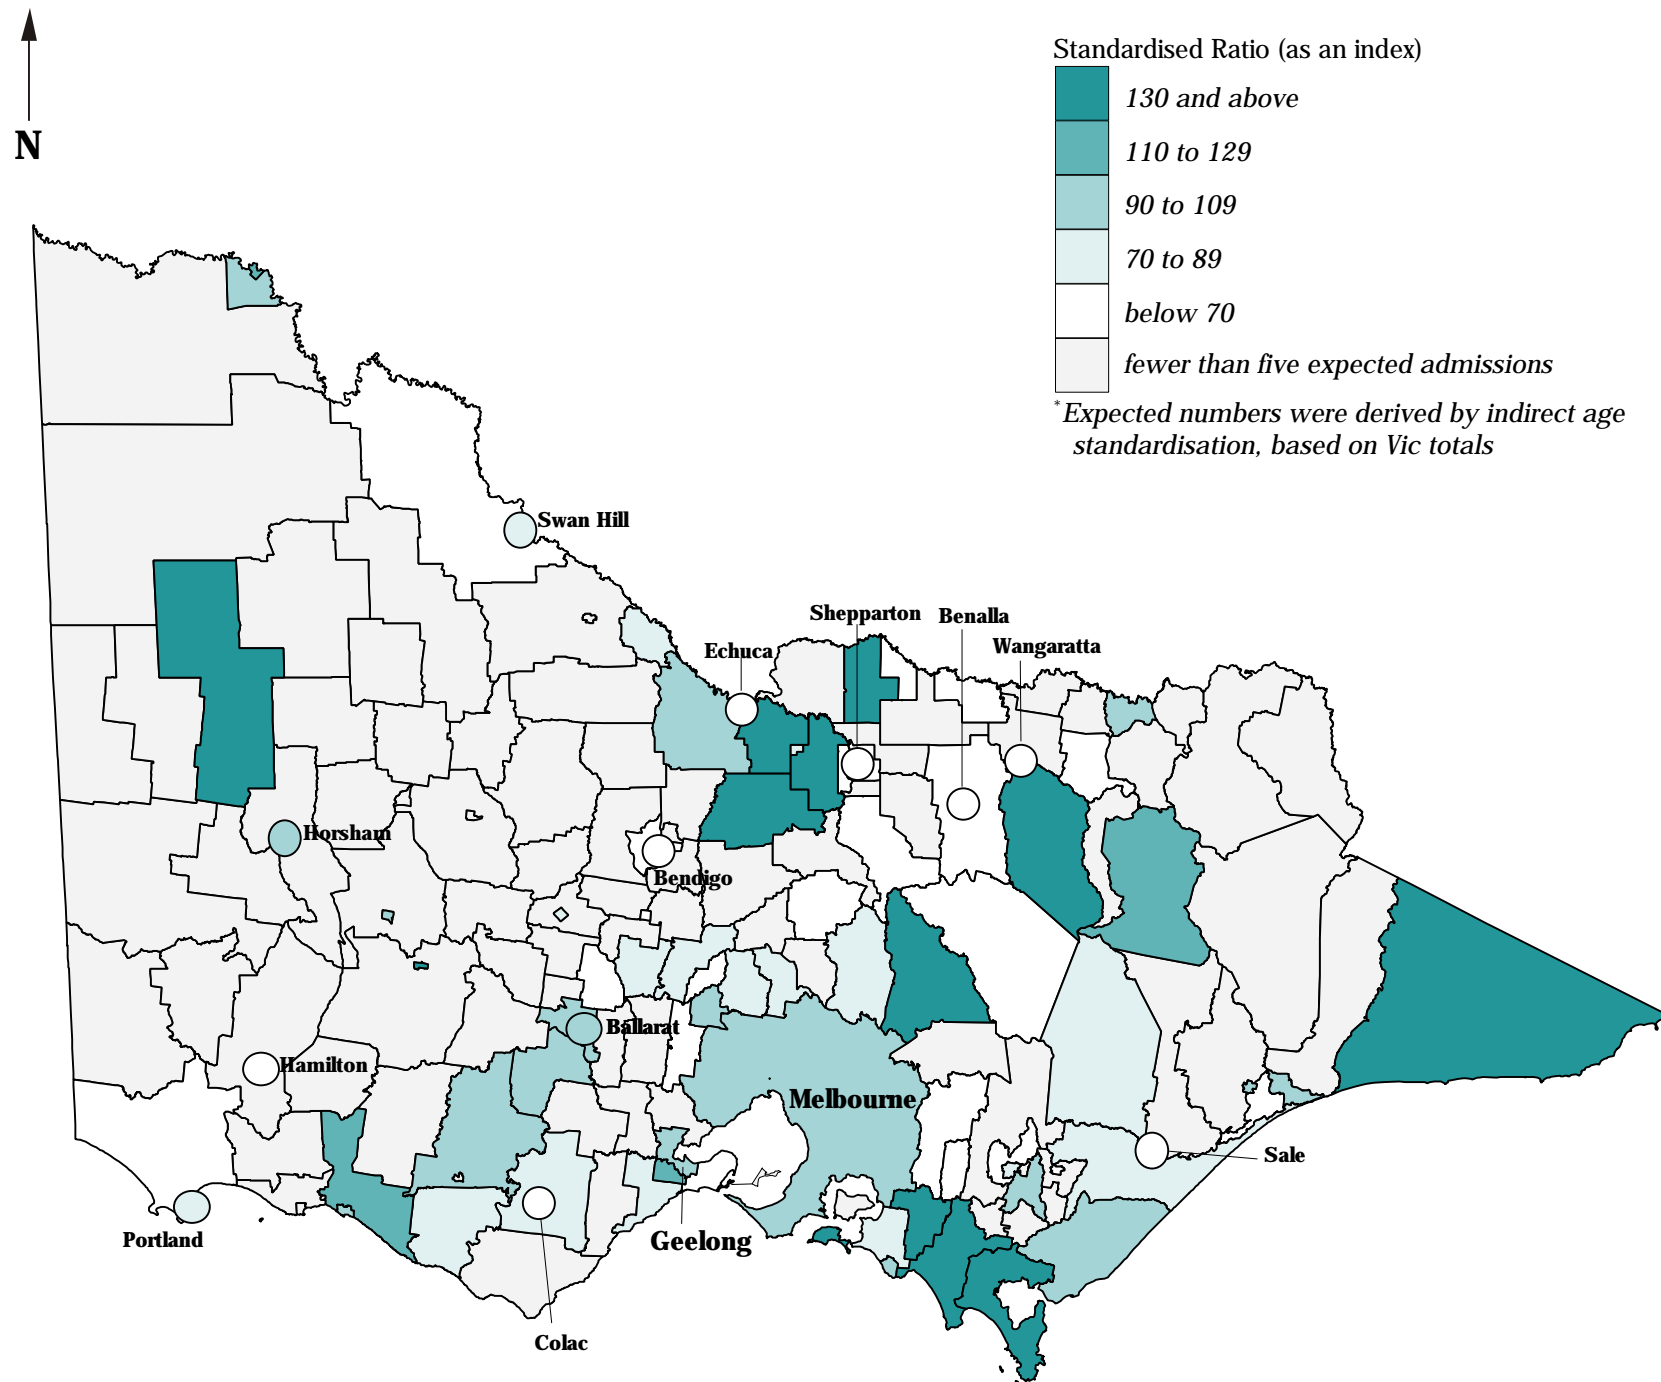 N
Standardised Ratio (as an index)
130 and above
110 to 129
90 to 109
70 to 89
below 70
fewer than five expected admissions
*Expected numbers were derived by indirect age
standardisation, based on Vic totals
Swan Hill
Shepparton
Benalla
Echuca
Wangaratta
Horsham
Bendigo
Ballarat
Hamilton
Melbourne
Sale
Portland
Geelong
Colac